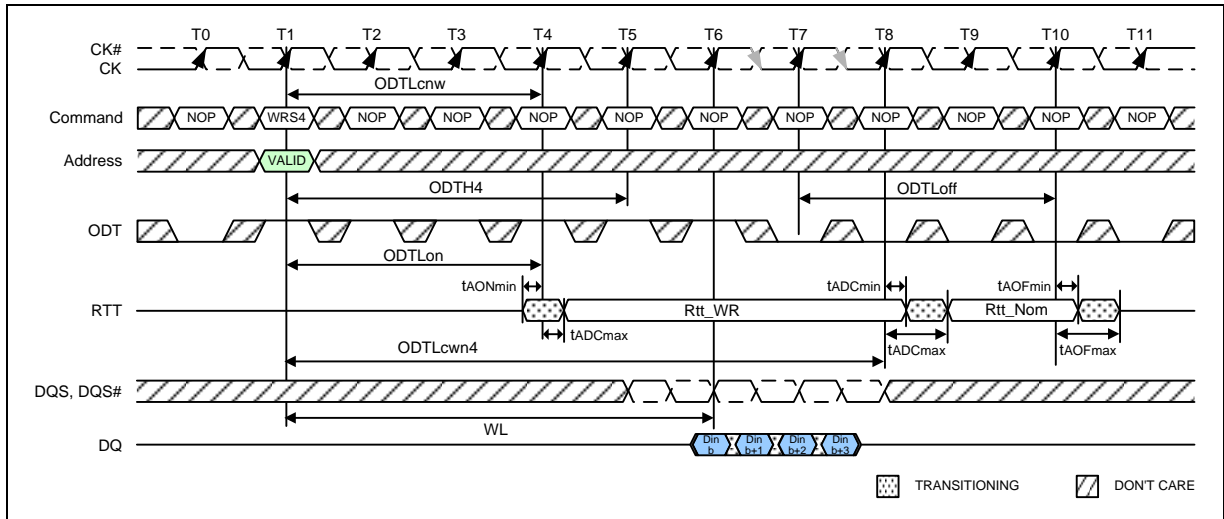 T0 T1 T2 T3 T4 T5 T6 T7 T8 T9 T10 T11
CK#
CK
ODTLcnw
Command NOP WRS4 NOP NOP NOP NOP NOP NOP NOP NOP NOP NOP
Address VALID
ODTH4 ODTLoff
ODT
ODTLon
tAONmin tADCmin tAOFmin
RTT Rtt_WR Rtt_Nom
tADCmax tADCmax tAOFmax
ODTLcwn4
DQS, DQS#
WL
DQ Din b Din b+1 Din b+2 Din b+3
TRANSITIONING DON'T CARE